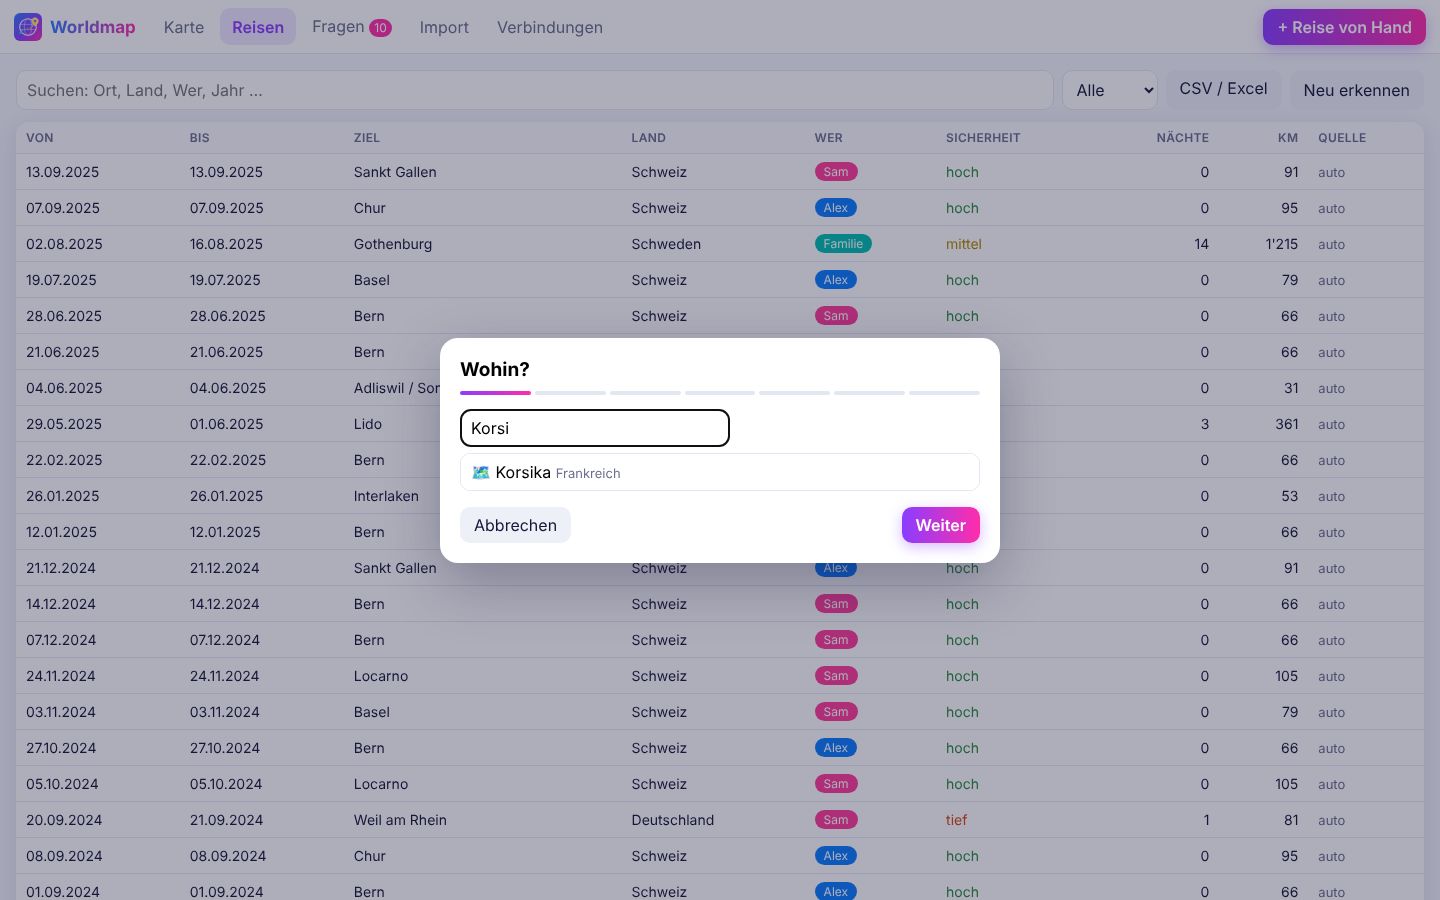 Worldmap Karte Reisen Fragen 10 Import Verbindungen + Reise von Hand
Suchen: Ort, Land, Wer, Jahr ... Alle CSV / Excel Neu erkennen
VON BIS ZIEL LAND WER SICHERHEIT NÄCHTE KM QUELLE
13.09.2025 13.09.2025 Sankt Gallen Schweiz Sam hoch 0 91 auto
07.09.2025 07.09.2025 Chur Schweiz Alex hoch 0 95 auto
02.08.2025 16.08.2025 Gothenburg Schweden Familie mittel 14 1'215 auto
19.07.2025 19.07.2025 Basel Schweiz Alex hoch 0 79 auto
28.06.2025 28.06.2025 Bern Schweiz Sam hoch 0 66 auto
21.06.2025 21.06.2025 Bern 0 66 auto
04.06.2025 04.06.2025 Adliswil / 0 31 auto
29.05.2025 01.06.2025 Lido 3 361 auto
22.02.2025 22.02.2025 Bern 0 66 auto
26.01.2025 26.01.2025 Interlaken 0 53 auto
12.01.2025 12.01.2025 Bern 0 66 auto
21.12.2024 21.12.2024 Sankt Gallen Schweiz Alex hoch 0 91 auto
14.12.2024 14.12.2024 Bern Schweiz Sam hoch 0 66 auto
07.12.2024 07.12.2024 Bern Schweiz Sam hoch 0 66 auto
24.11.2024 24.11.2024 Locarno Schweiz Sam hoch 0 105 auto
03.11.2024 03.11.2024 Basel Schweiz Sam hoch 0 79 auto
27.10.2024 27.10.2024 Bern Schweiz Alex hoch 0 66 auto
05.10.2024 05.10.2024 Locarno Schweiz Sam hoch 0 105 auto
20.09.2024 21.09.2024 Weil am Rhein Deutschland Sam tief 1 81 auto
08.09.2024 08.09.2024 Chur Schweiz Alex hoch 0 95 auto
01.09.2024 01.09.2024 Bern Schweiz Alex hoch 0 66 auto
Wohin?
Korsi
Korsika Frankreich
Abbrechen Weiter